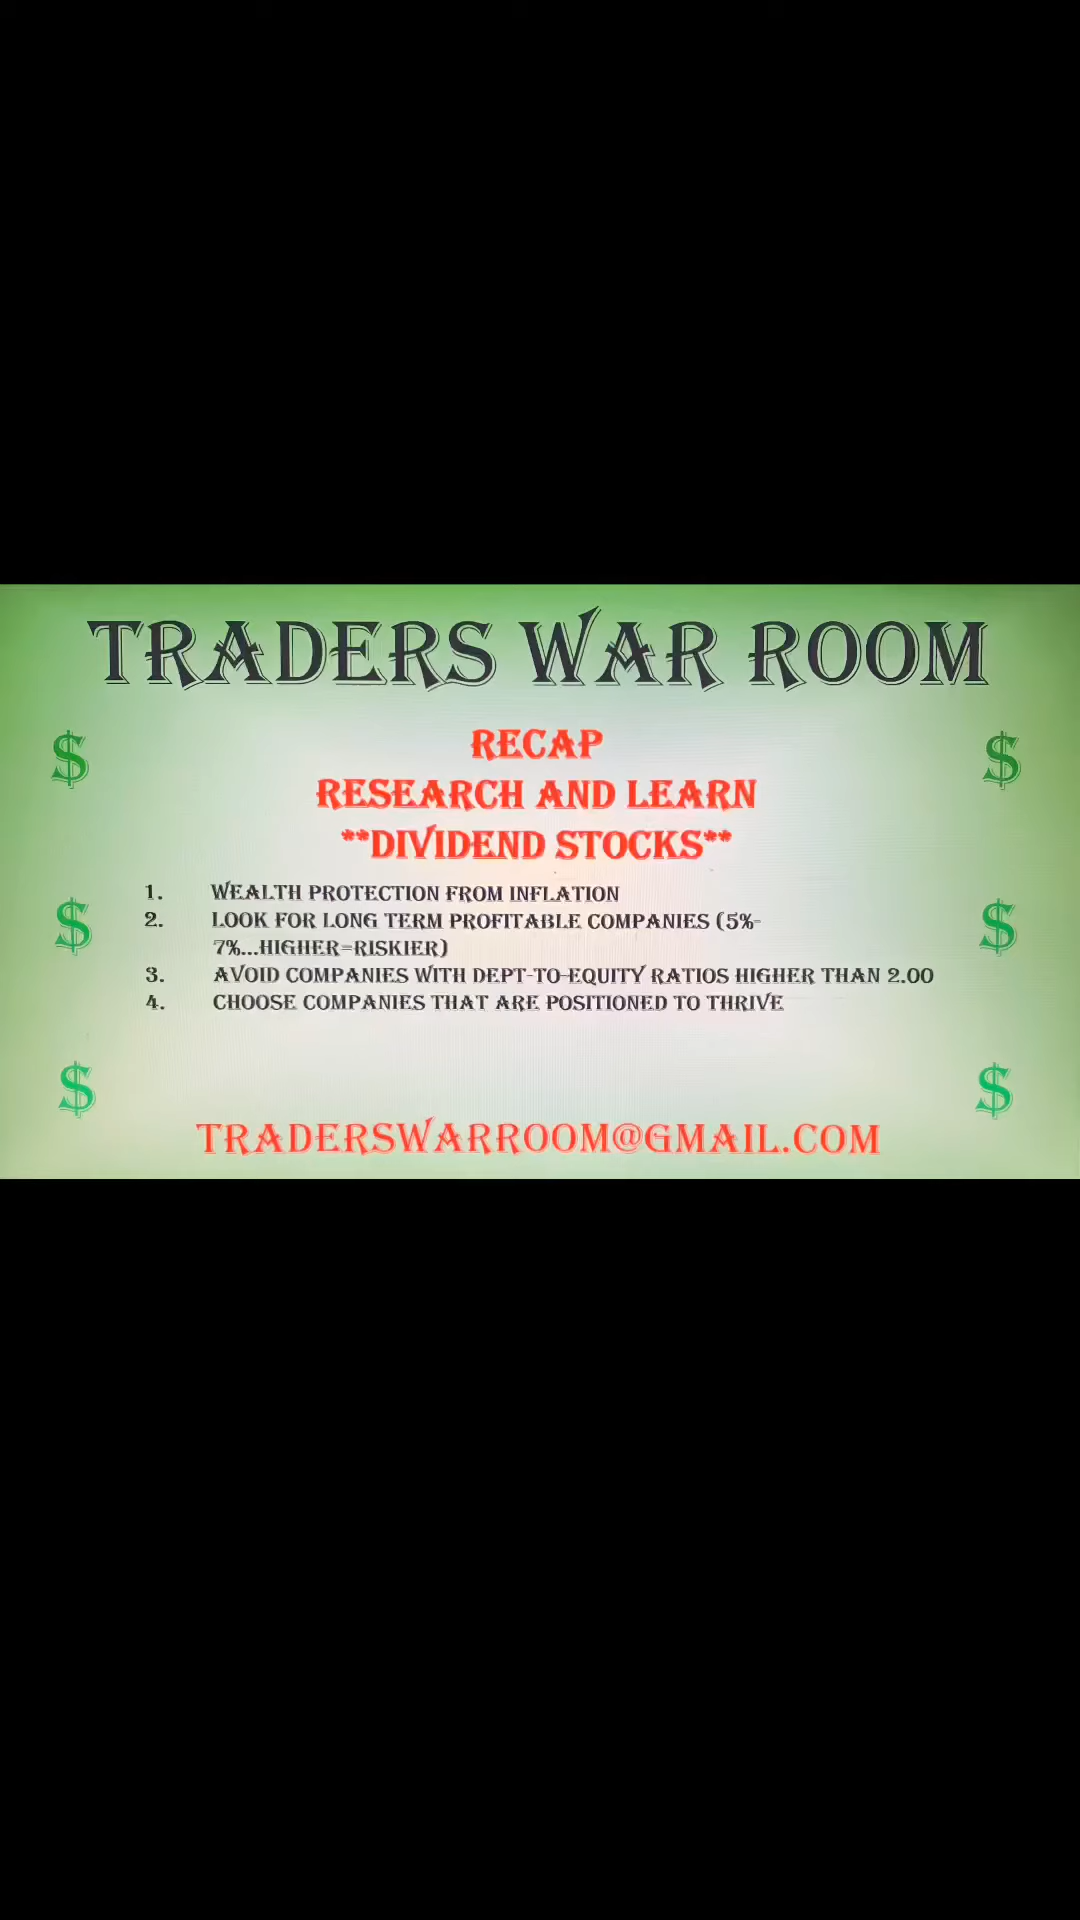 TRADERS WAR ROOM
RECAP
RESEARCH AND LEARN
**DIVIDEND STOCKS**
$ $
1. WEALTH PROTECTION FROM INFLATION
2. LOOK FOR LONG TERM PROFITABLE COMPANIES (5%-
7%...HIGHER=RISKIER)
3. AVOID COMPANIES WITH DEPT-TO-EQUITY RATIOS HIGHER THAN 2.00
4. CHOOSE COMPANIES THAT ARE POSITIONED TO THRIVE
$ $
$ $
TRADERSWARROOM@GMAIL.COM